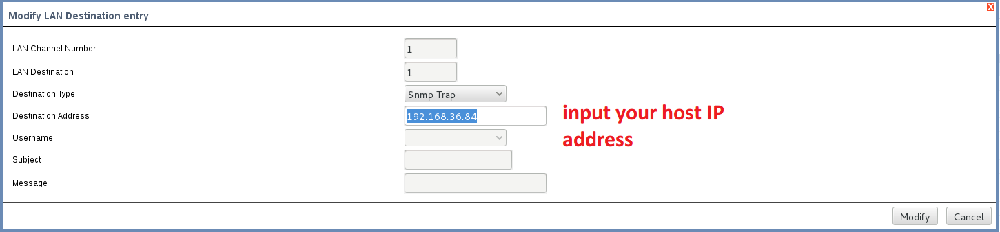 Modify LAN Destination entry
X
LAN Channel Number
1
LAN Destination
1
Destination Type
Snmp Trap
Destination Address
192.168.36.84
input your host IP
address
Username
Subject
Message
Modify
Cancel